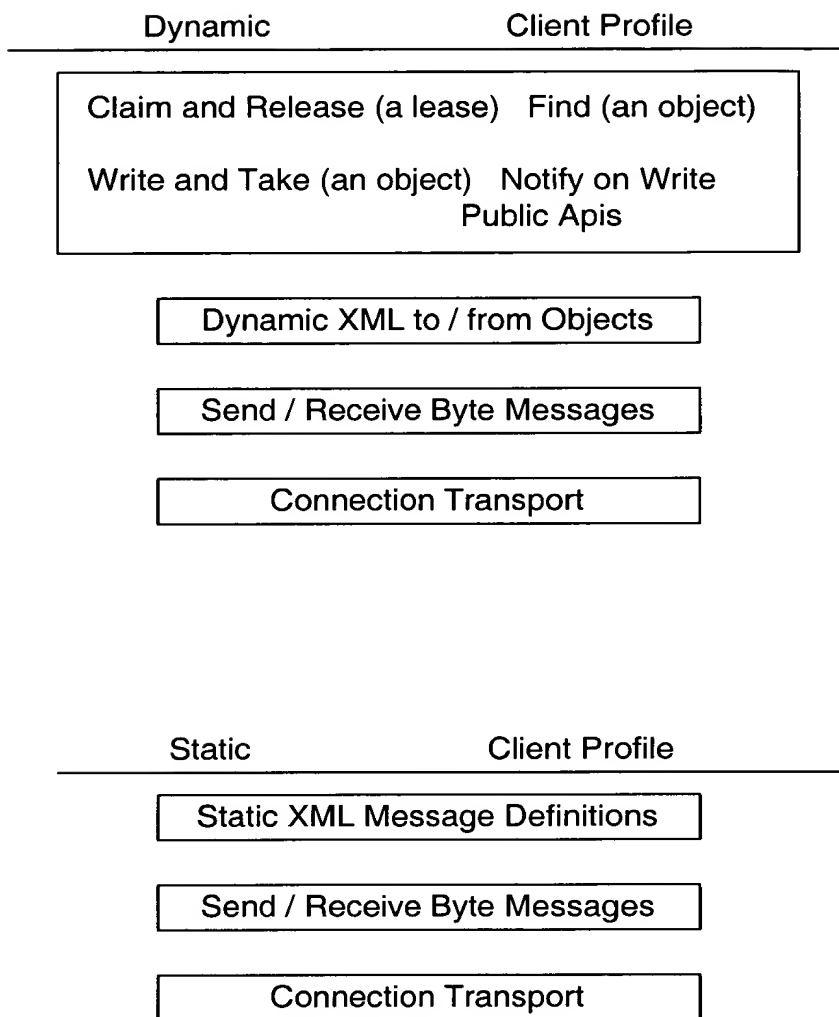 Dynamic Client Profile
Claim and Release (a lease) Find (an object)
Write and Take (an object) Notify on Write
Public Apis
Dynamic XML to / from Objects
Send / Receive Byte Messages
Connection Transport
Static Client Profile
Static XML Message Definitions
Send / Receive Byte Messages
Connection Transport